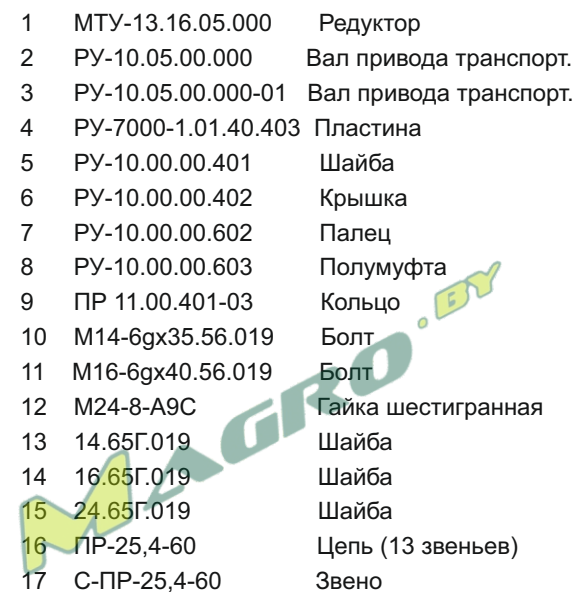 1 МТУ-13.16.05.000 Редуктор
2 РУ-10.05.00.000 Вал привода транспорт.
3 РУ-10.05.00.000-01 Вал привода транспорт.
4 РУ-7000-1.01.40.403 Пластина
5 РУ-10.00.00.401 Шайба
6 РУ-10.00.00.402 Крышка
7 РУ-10.00.00.602 Палец
8 РУ-10.00.00.603 Полумуфта
9 ПР 11.00.401-03 Кольцо
10 М14-6gx35.56.019 Болт
11 М16-6gx40.56.019 Болт
12 М24-8-А9С Гайка шестигранная
13 14.65Г.019 Шайба
14 16.65Г.019 Шайба
15 24.65Г.019 Шайба
16 ПР-25,4-60 Цепь (13 звеньев)
17 С-ПР-25,4-60 Звено
MAGRO.BY